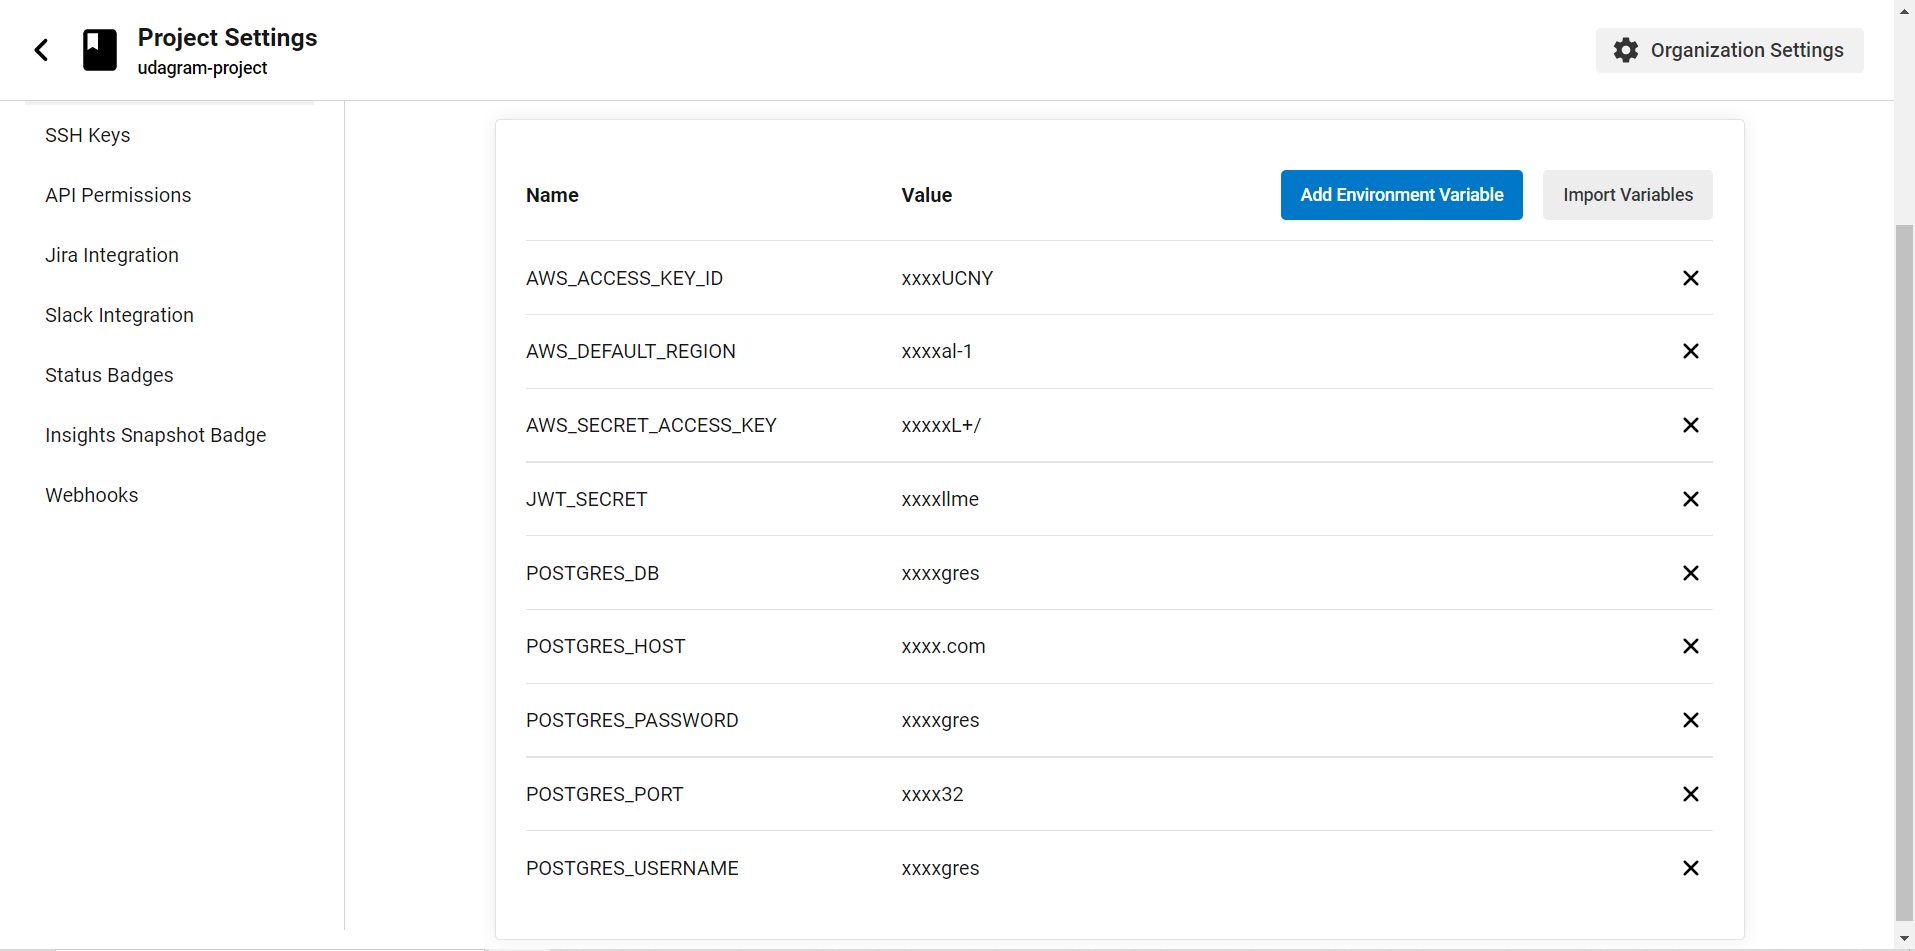 Project Settings
udagram-project
Organization Settings
SSH Keys
API Permissions
Jira Integration
Slack Integration
Status Badges
Insights Snapshot Badge
Webhooks
Name Value Add Environment Variable Import Variables
AWS_ACCESS_KEY_ID xxxxUCNY
AWS_DEFAULT_REGION xxxxal-1
AWS_SECRET_ACCESS_KEY xxxxxL+/
JWT_SECRET xxxxllme
POSTGRES_DB xxxxgres
POSTGRES_HOST xxxx.com
POSTGRES_PASSWORD xxxxgres
POSTGRES_PORT xxxx32
POSTGRES_USERNAME xxxxgres